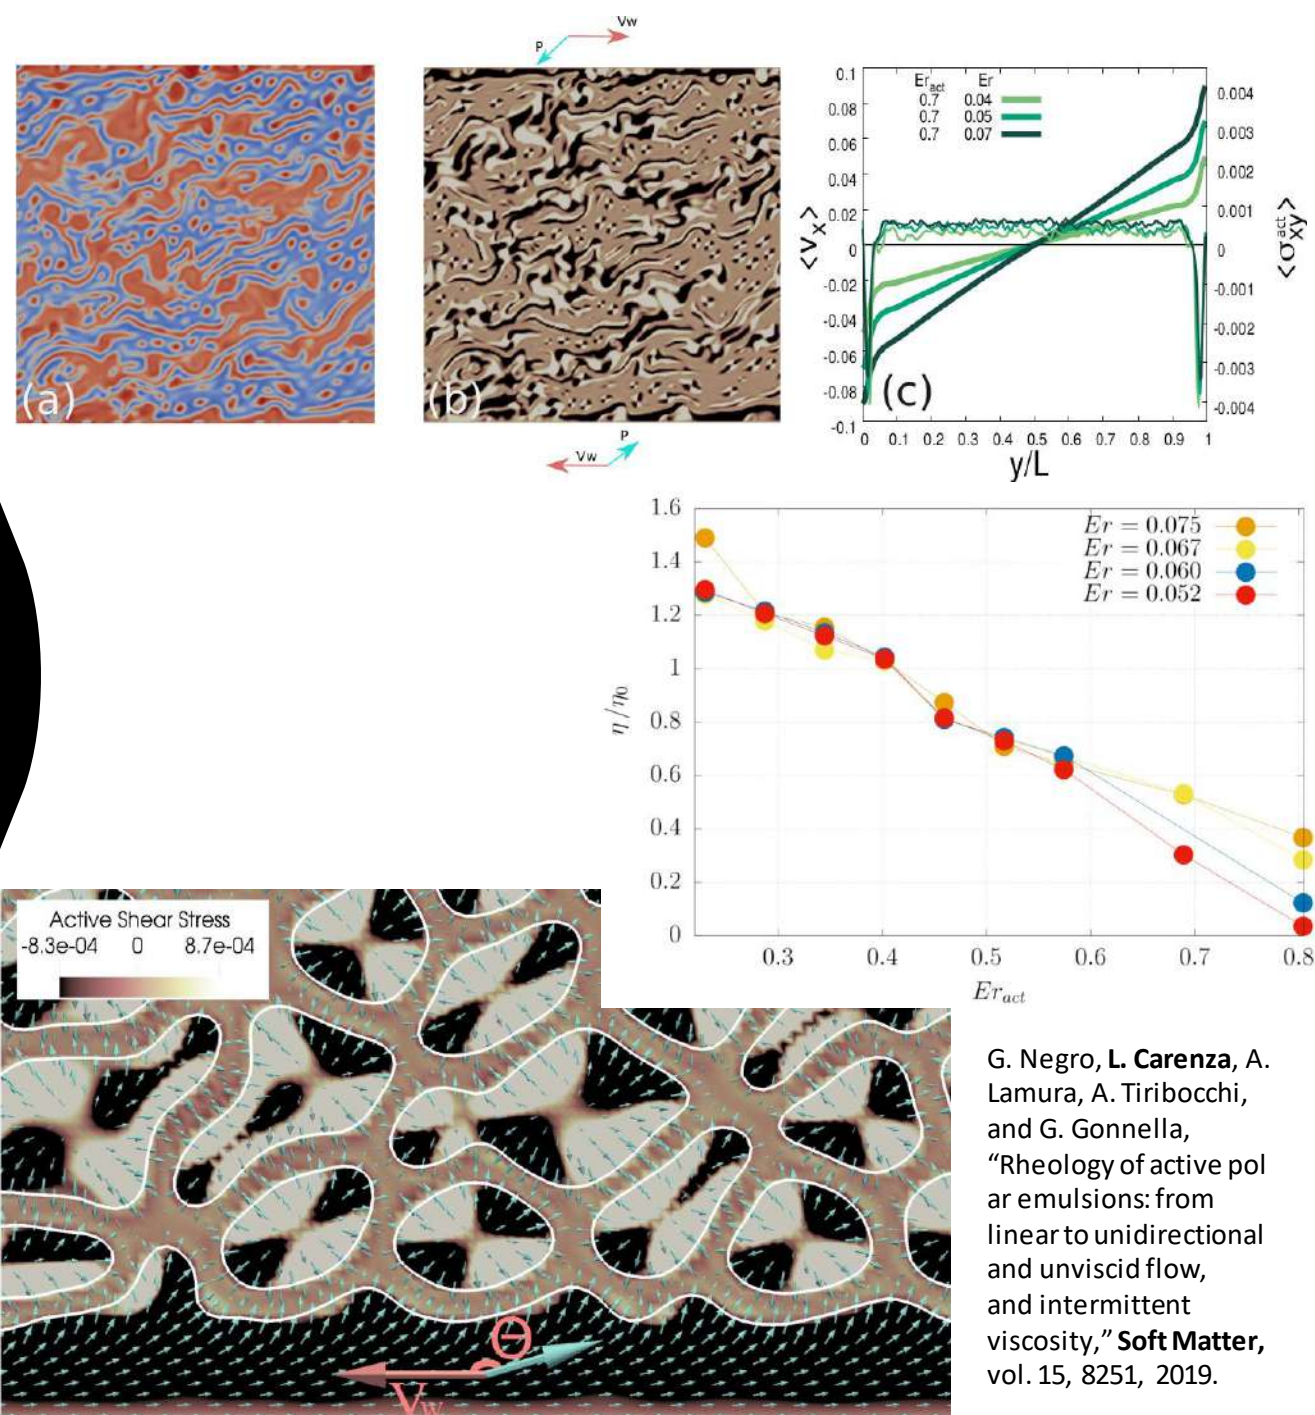 Vw
P
(a)
(b)
P
Vw
0.1
0.08
0.06
0.04
0.02
0
-0.02
-0.04
-0.06
-0.08
-0.1
<v_x>
Er_act Er
0.7 0.04
0.7 0.05
0.7 0.07
0.004
0.003
0.002
0.001
0
-0.001
-0.002
-0.003
-0.004
<σ^act_xy>
(c)
0 0.1 0.2 0.3 0.4 0.5 0.6 0.7 0.8 0.9 1
y/L
1.6
1.4
1.2
1
0.8
0.6
0.4
0.2
0
η/η_0
Er = 0.075
Er = 0.067
Er = 0.060
Er = 0.052
0.3 0.4 0.5 0.6 0.7 0.8
Er_act
Active Shear Stress
-8.3e-04 0 8.7e-04
Θ
Vw
G. Negro, L. Carenza, A.
Lamura, A. Tiribocchi,
and G. Gonnella,
“Rheology of active pol
ar emulsions: from
linear to unidirectional
and unviscid flow,
and intermittent
viscosity,” Soft Matter,
vol. 15, 8251, 2019.